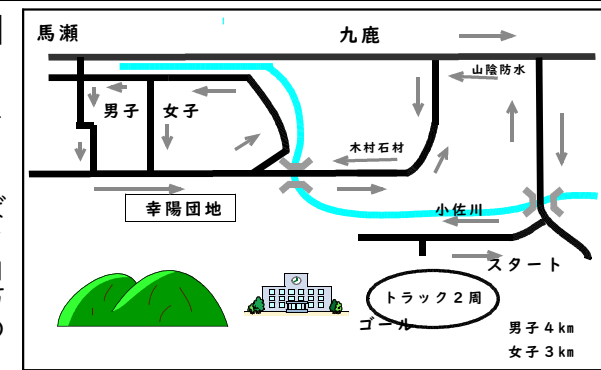 馬瀬
九鹿
山陰防水
男子
女子
木村石材
幸陽団地
小佐川
スタート
トラック２周
ゴール
男子４㎞
女子３㎞